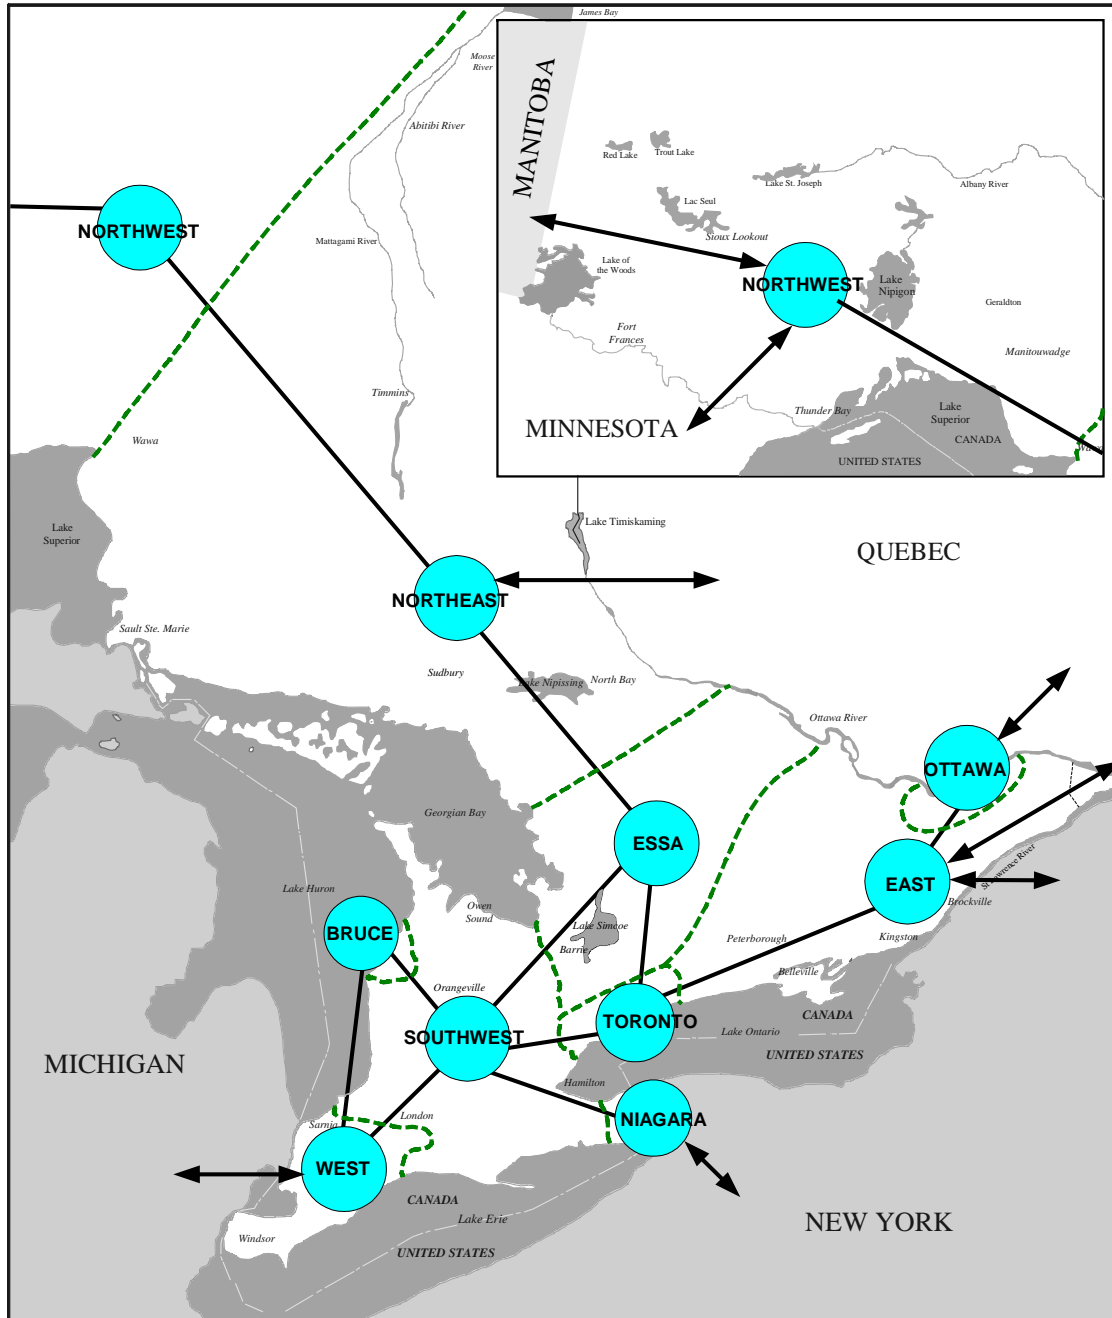 James Bay
Moose
River
Abitibi River
MANITOBA
Red Lake
Trout Lake
Lake St. Joseph
Albany River
Lac Seul
Sioux Lookout
NORTHWEST
Mattagami River
Lake of
the Woods
NORTHWEST
Lake
Nipigon
Geraldton
Fort
Frances
Manitouwadge
Timmins
Thunder Bay
Lake
Superior
MINNESOTA
CANADA
Wawa
UNITED STATES
Wawa
Lake
Superior
Lake Timiskaming
QUEBEC
NORTHEAST
Sault Ste. Marie
Sudbury
Lake Nipissing
North Bay
Ottawa River
OTTAWA
Georgian Bay
ESSA
St. Lawrence River
EAST
Lake Huron
Owen
Sound
Brockville
BRUCE
Lake Simcoe
Barrie
Peterborough
Kingston
Belleville
Orangeville
CANADA
TORONTO
SOUTHWEST
Lake Ontario
UNITED STATES
MICHIGAN
Hamilton
London
Sarnia
NIAGARA
WEST
CANADA
Lake Erie
NEW YORK
Windsor
UNITED STATES